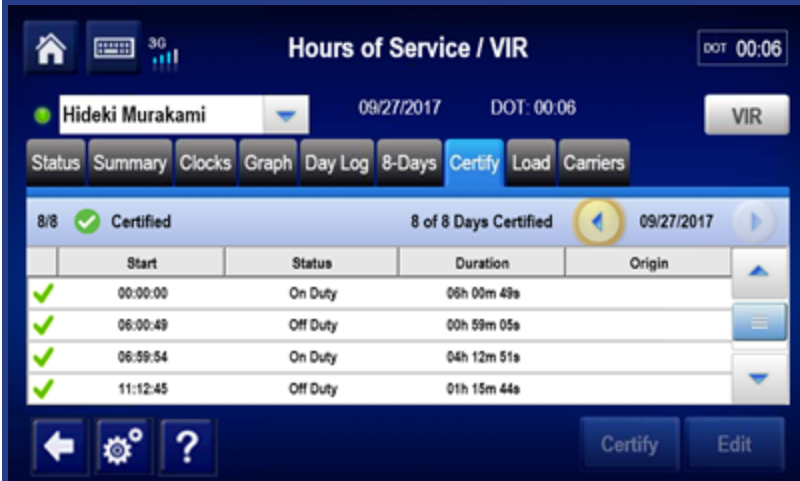 3G Hours of Service / VIR DOT 00:06
Hideki Murakami 09/27/2017 DOT: 00:06 VIR
Status Summary Clocks Graph Day Log 8-Days Certify Load Carriers
8/8 Certified 8 of 8 Days Certified 09/27/2017
Start Status Duration Origin
00:00:00 On Duty 06h 00m 49s
06:00:49 Off Duty 00h 59m 05s
06:59:54 On Duty 04h 12m 51s
11:12:45 Off Duty 01h 15m 44s
? Certify Edit